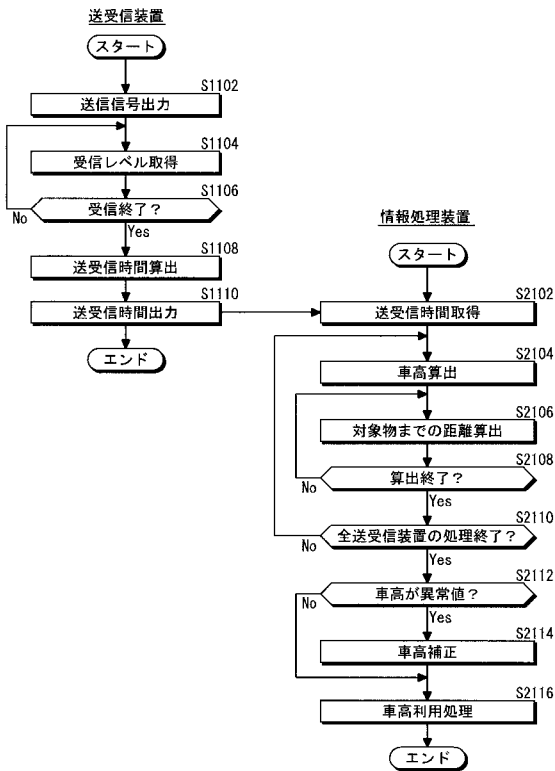 送受信装置
スタート
S1102
送信信号出力
S1104
受信レベル取得
S1106
受信終了?
No
Yes
S1108
送受信時間算出
S1110
送受信時間出力
エンド
情報処理装置
スタート
S2102
送受信時間取得
S2104
車高算出
S2106
対象物までの距離算出
S2108
算出終了?
No
Yes
S2110
全送受信装置の処理終了?
No
Yes
S2112
車高が異常値?
No
Yes
S2114
車高補正
S2116
車高利用処理
エンド